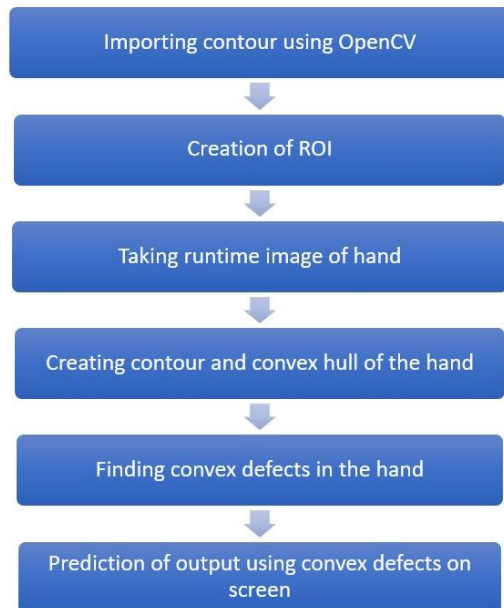 Importing contour using OpenCV
Creation of ROI
Taking runtime image of hand
Creating contour and convex hull of the hand
Finding convex defects in the hand
Prediction of output using convex defects on
screen